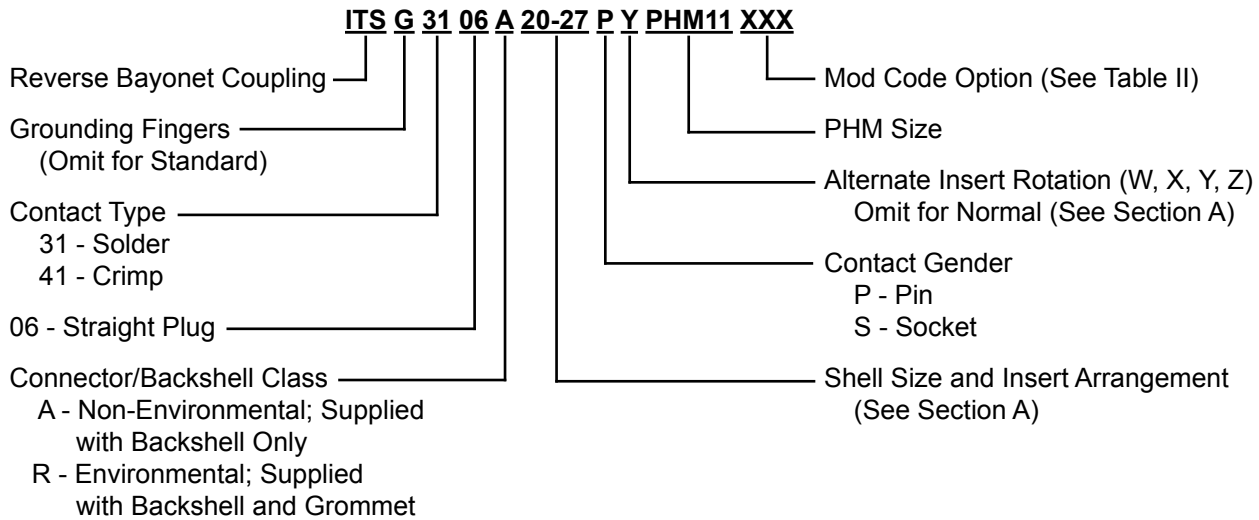 ITS G 31 06 A 20-27 P Y PHM11 XXX
Reverse Bayonet Coupling
Grounding Fingers
(Omit for Standard)
Contact Type
31 - Solder
41 - Crimp
06 - Straight Plug
Connector/Backshell Class
A - Non-Environmental; Supplied
with Backshell Only
R - Environmental; Supplied
with Backshell and Grommet
Mod Code Option (See Table II)
PHM Size
Alternate Insert Rotation (W, X, Y, Z)
Omit for Normal (See Section A)
Contact Gender
P - Pin
S - Socket
Shell Size and Insert Arrangement
(See Section A)